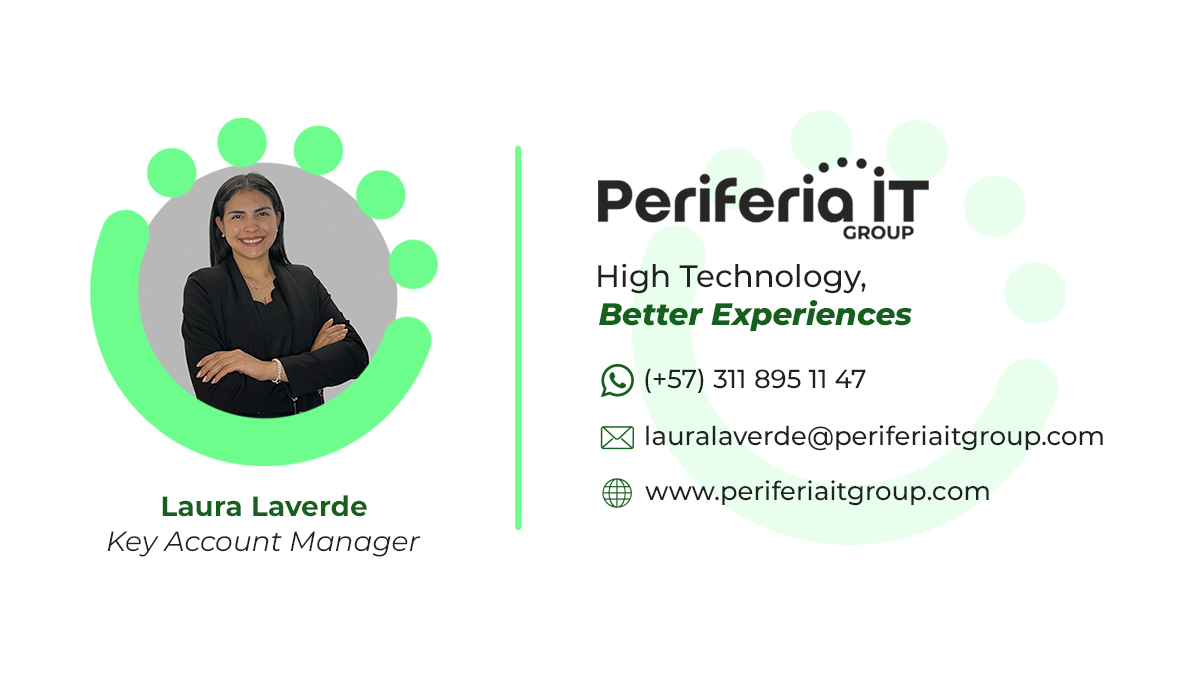 Laura Laverde
Key Account Manager
Periferia IT
GROUP
High Technology,
Better Experiences
(+57) 311 895 11 47
lauralaverde@periferiaitgroup.com
www.periferiaitgroup.com